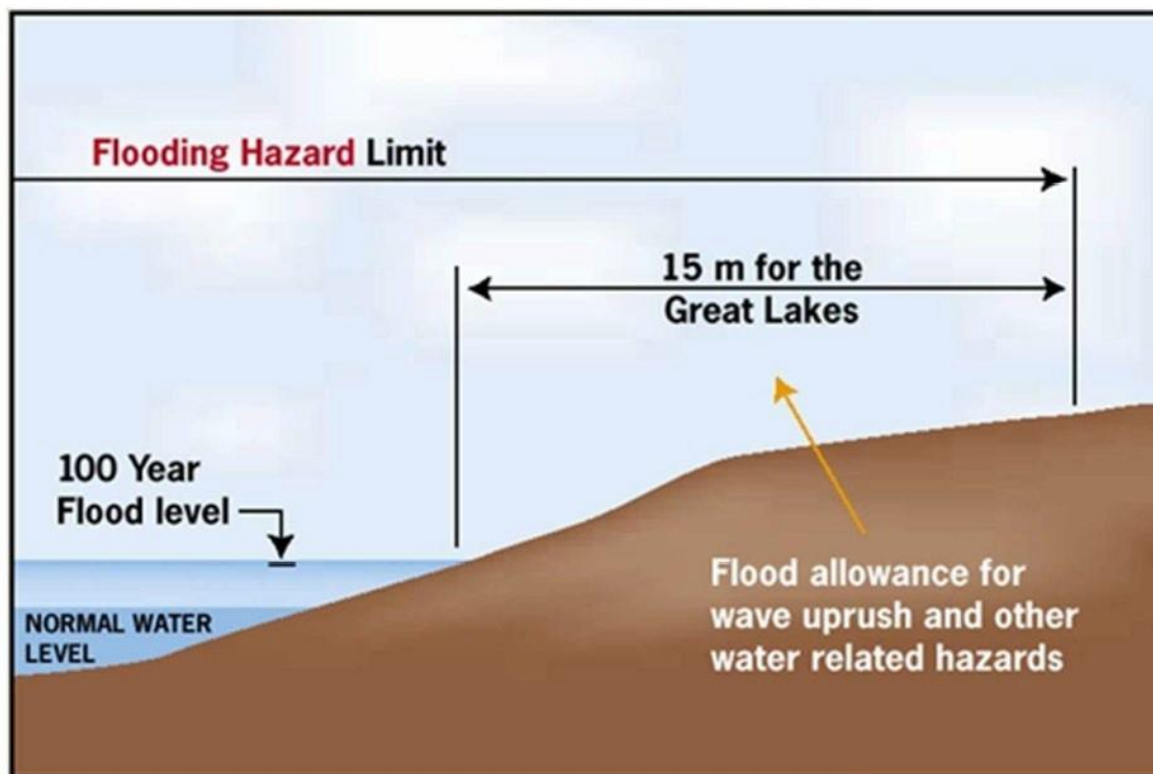 Flooding Hazard Limit
15 m for the
Great Lakes
100 Year
Flood level
NORMAL WATER
LEVEL
Flood allowance for
wave uprush and other
water related hazards